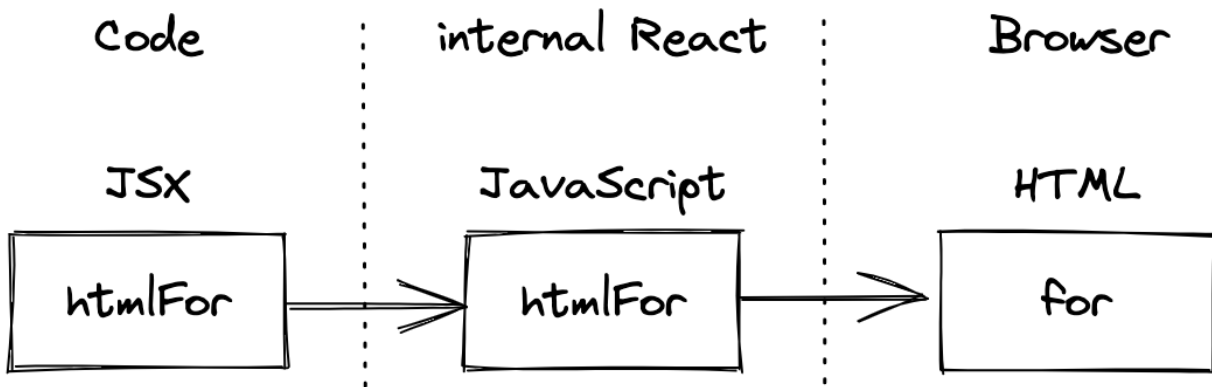 Code
internal React
Browser
JSX
JavaScript
HTML
htmlFor
htmlFor
for